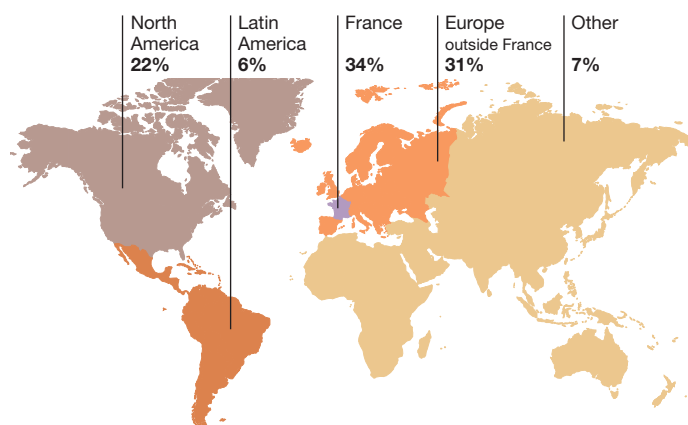 North
America
22%
Latin
America
6%
France
34%
Europe
outside France
31%
Other
7%